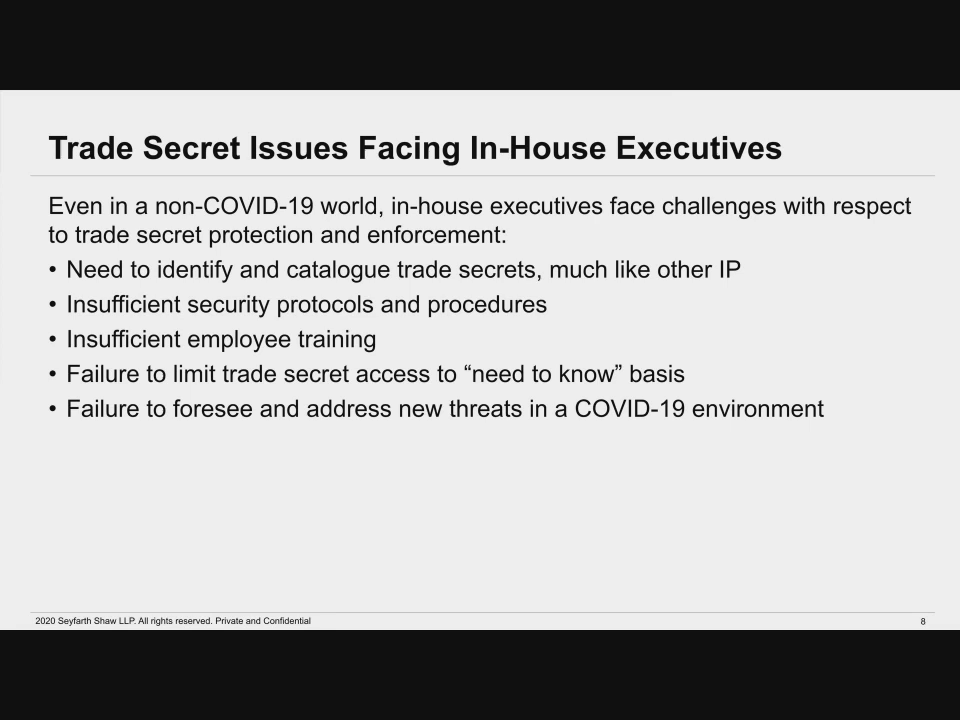 Trade Secret Issues Facing In-House Executives
Even in a non-COVID-19 world, in-house executives face challenges with respect
to trade secret protection and enforcement:
• Need to identify and catalogue trade secrets, much like other IP
• Insufficient security protocols and procedures
• Insufficient employee training
• Failure to limit trade secret access to “need to know” basis
• Failure to foresee and address new threats in a COVID-19 environment
2020 Seyfarth Shaw LLP. All rights reserved. Private and Confidential
8